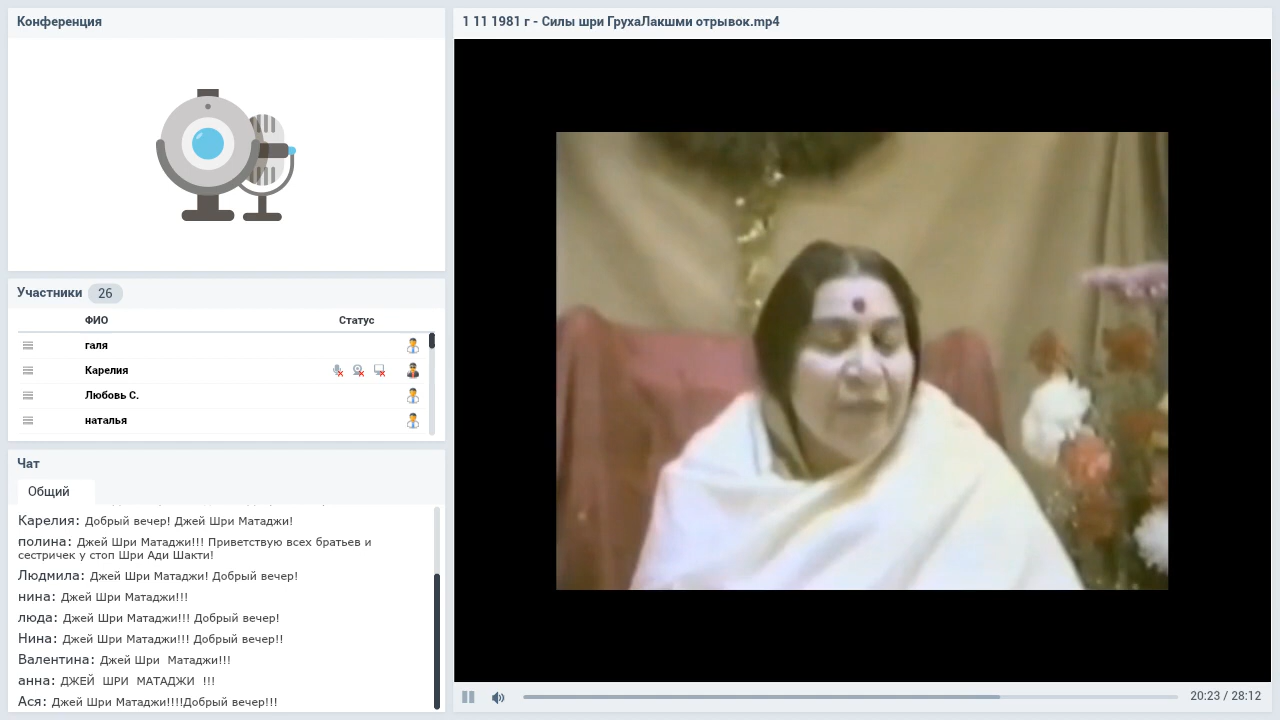 Конференция
1 11 1981 г - Силы шри ГрухаЛакшми отрывок.mp4
Участники 26
ФИО Статус
галя
Карелия
Любовь С.
наталья
Чат
Общий
Карелия: Добрый вечер! Джей Шри Матаджи!
полина: Джей Шри Матаджи!!! Приветствую всех братьев и
сестричек у стоп Шри Ади Шакти!
Людмила: Джей Шри Матаджи! Добрый вечер!
нина: Джей Шри Матаджи!!!
люда: Джей Шри Матаджи!!! Добрый вечер!
Нина: Джей Шри Матаджи!!! Добрый вечер!!
Валентина: Джей Шри  Матаджи!!!
анна: ДЖЕЙ  ШРИ  МАТАДЖИ  !!!
Ася: Джей Шри Матаджи!!!!Добрый вечер!!!
20:23 / 28:12